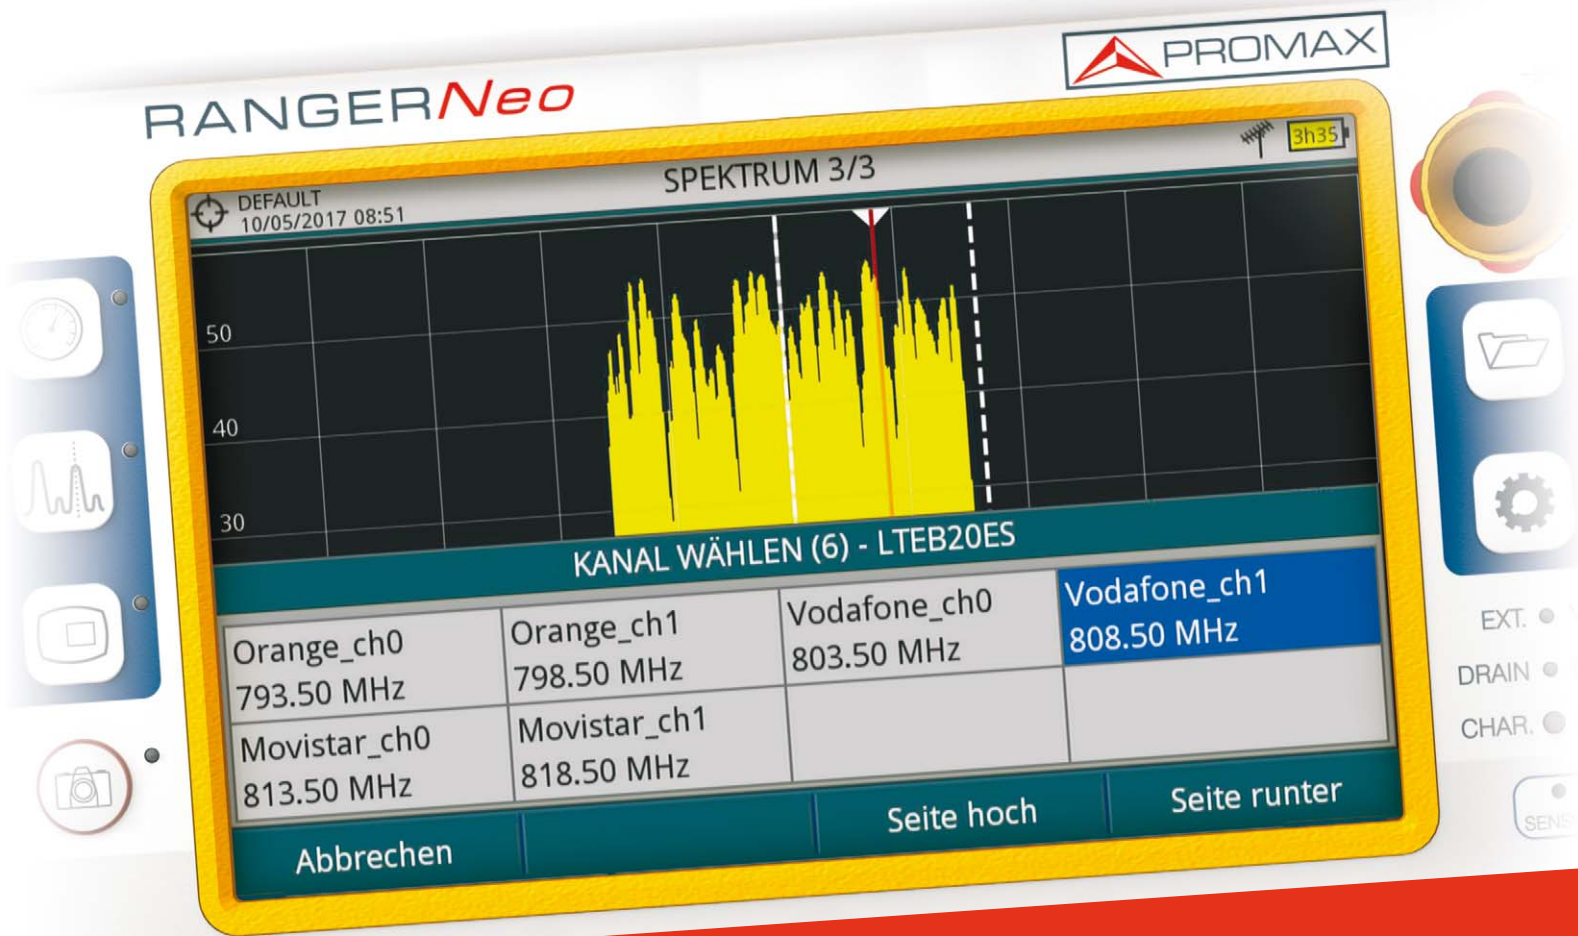 RANGERNeo
PROMAX
DEFAULT
10/05/2017 08:51
SPEKTRUM 3/3
3h35
50
40
30
KANAL WÄHLEN (6) - LTEB20ES
Orange_ch0
793.50 MHz
Orange_ch1
798.50 MHz
Vodafone_ch0
803.50 MHz
Vodafone_ch1
808.50 MHz
Movistar_ch0
813.50 MHz
Movistar_ch1
818.50 MHz
Abbrechen
Seite hoch
Seite runter
EXT.
DRAIN
CHAR.